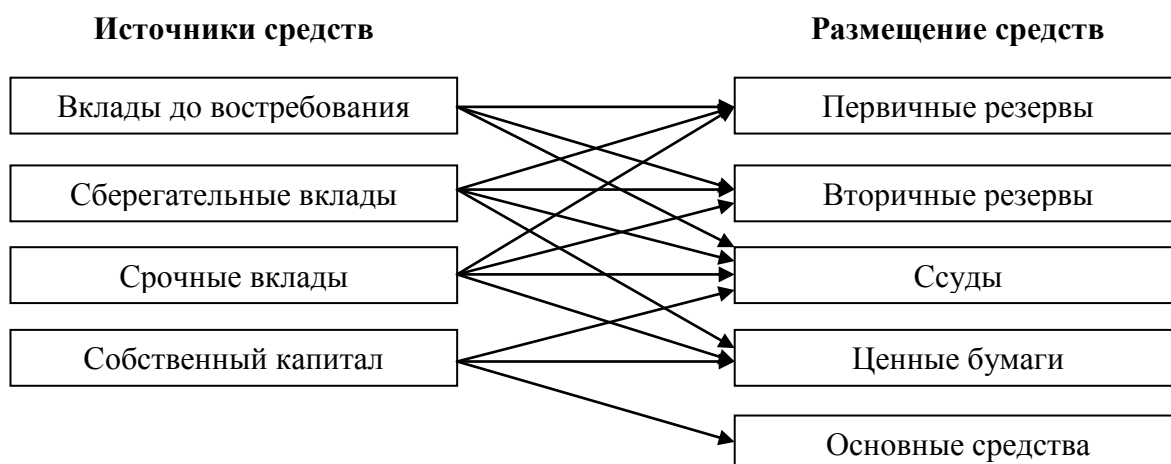 Источники средств
Размещение средств
Вклады до востребования
Первичные резервы
Сберегательные вклады
Вторичные резервы
Срочные вклады
Ссуды
Собственный капитал
Ценные бумаги
Основные средства